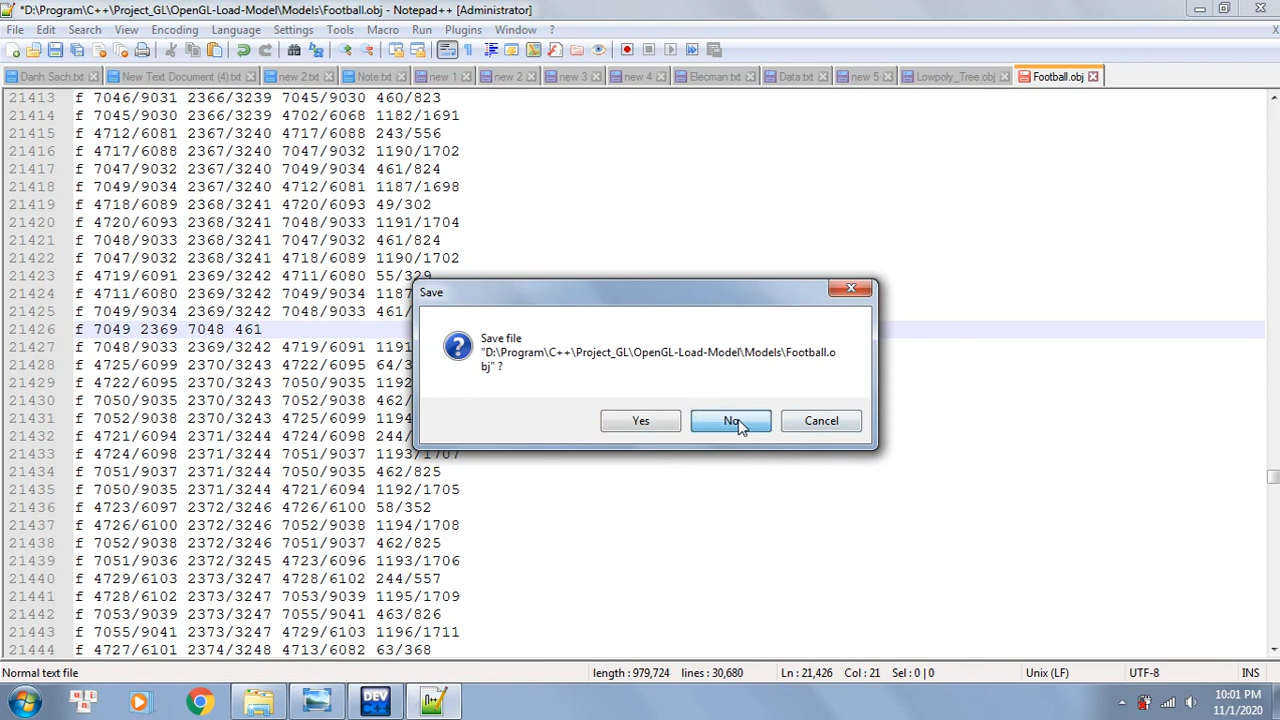 *D:\Program\C++\Project_GL\OpenGL-Load-Model\Models\Football.obj - Notepad++ [Administrator]
File Edit Search View Encoding Language Settings Tools Macro Run Plugins Window ?
X
Danh Sach.txt New Text Document (4).txt new 2.txt Note.txt new 1 new 2 new 3 new 4 Eleman.txt Data.txt new 5 Lowpoly_Tree.obj Football.obj
21413 f 7046/9031 2366/3239 7045/9030 460/823
21414 f 7045/9030 2366/3239 4702/6068 1182/1691
21415 f 4712/6081 2367/3240 4717/6088 243/556
21416 f 4717/6088 2367/3240 7047/9032 1190/1702
21417 f 7047/9032 2367/3240 7049/9034 461/824
21418 f 7049/9034 2367/3240 4712/6081 1187/1698
21419 f 4718/6089 2368/3241 4720/6093 49/302
21420 f 4720/6093 2368/3241 7048/9033 1191/1704
21421 f 7048/9033 2368/3241 7047/9032 461/824
21422 f 7047/9032 2368/3241 4718/6089 1190/1702
21423 f 4719/6091 2369/3242 4711/6080 55/329
21424 f 4711/6080 2369/3242 7049/9034 1187
21425 f 7049/9034 2369/3242 7048/9033 461/
21426 f 7049 2369 7048 461
21427 f 7048/9033 2369/3242 4719/6091 1191
21428 f 4725/6099 2370/3243 4722/6095 64/3
21429 f 4722/6095 2370/3243 7050/9035 1192
21430 f 7050/9035 2370/3243 7052/9038 462/
21431 f 7052/9038 2370/3243 4725/6099 1194
21432 f 4721/6094 2371/3244 4724/6098 244/
21433 f 4724/6098 2371/3244 7051/9037 1193/1707
21434 f 7051/9037 2371/3244 7050/9035 462/825
21435 f 7050/9035 2371/3244 4721/6094 1192/1705
21436 f 4723/6097 2372/3246 4726/6100 58/352
21437 f 4726/6100 2372/3246 7052/9038 1194/1708
21438 f 7052/9038 2372/3246 7051/9037 462/825
21439 f 7051/9036 2372/3245 4723/6096 1193/1706
21440 f 4729/6103 2373/3247 4728/6102 244/557
21441 f 4728/6102 2373/3247 7053/9039 1195/1709
21442 f 7053/9039 2373/3247 7055/9041 463/826
21443 f 7055/9041 2373/3247 4729/6103 1196/1711
21444 f 4727/6101 2374/3248 4713/6082 63/368
Save
Save file
"D:\Program\C++\Project_GL\OpenGL-Load-Model\Models\Football.o
bj" ?
Yes No Cancel
Normal text file length : 979,724 lines : 30,680 Ln : 21,426 Col : 21 Sel : 0 | 0 Unix (LF) UTF-8 INS
DEV
10:01 PM
11/1/2020